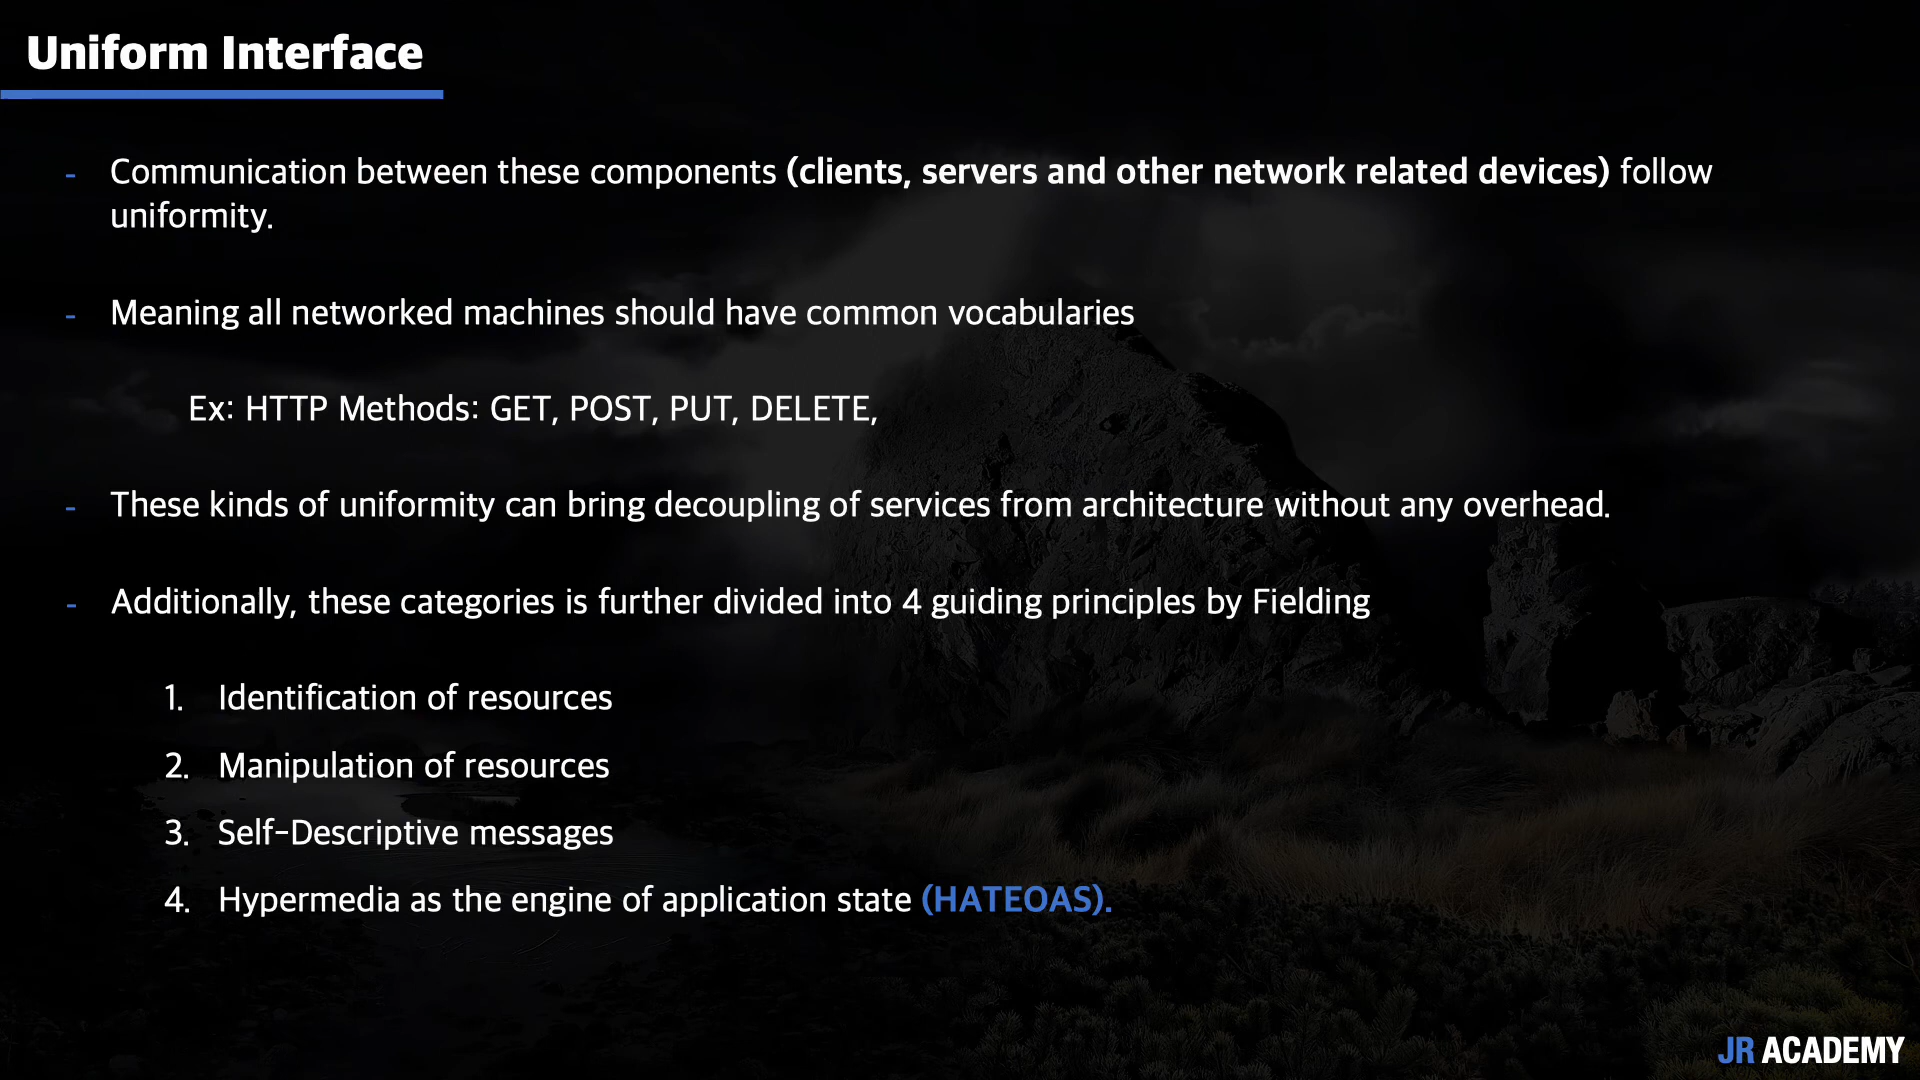 Uniform Interface
- Communication between these components (clients, servers and other network related devices) follow
uniformity.
- Meaning all networked machines should have common vocabularies
Ex: HTTP Methods: GET, POST, PUT, DELETE,
- These kinds of uniformity can bring decoupling of services from architecture without any overhead.
- Additionally, these categories is further divided into 4 guiding principles by Fielding
1. Identification of resources
2. Manipulation of resources
3. Self-Descriptive messages
4. Hypermedia as the engine of application state (HATEOAS).
JR ACADEMY